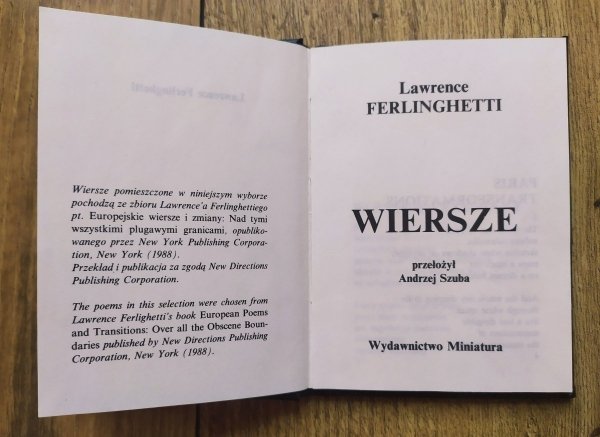 Wiersze pomieszczone w niniejszym wyborze
pochodzą ze zbioru Lawrence'a Ferlinghettiego
pt. Europejskie wiersze i zmiany: Nad tymi
wszystkimi plugawymi granicami, opubliko-
wanego przez New York Publishing Corpora-
tion, New York (1988).
Przekład i publikacja za zgodą New Directions
Publishing Corporation.
The poems in this selection were chosen from
Lawrence Ferlighetti's book European Poems
and Transitions: Over all the Obscene Boun-
daries published by New Directions Publishing
Corporation, New York (1988).
Lawrence
FERLINGHETTI
WIERSZE
przełożył
Andrzej Szuba
Wydawnictwo Miniatura